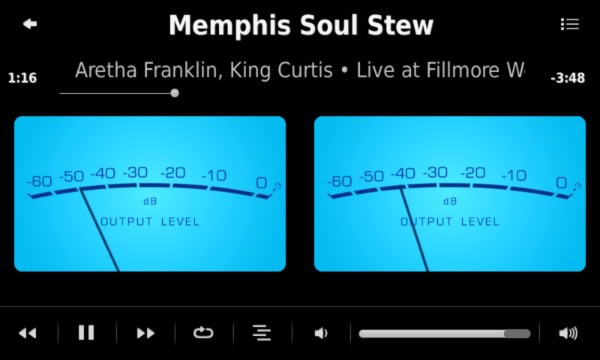 Memphis Soul Stew
1:16
Aretha Franklin, King Curtis • Live at Fillmore W
-3:48
-60 -50 -40 -30 -20 -10 0 +3
dB
OUTPUT LEVEL
-60 -50 -40 -30 -20 -10 0 +3
dB
OUTPUT LEVEL